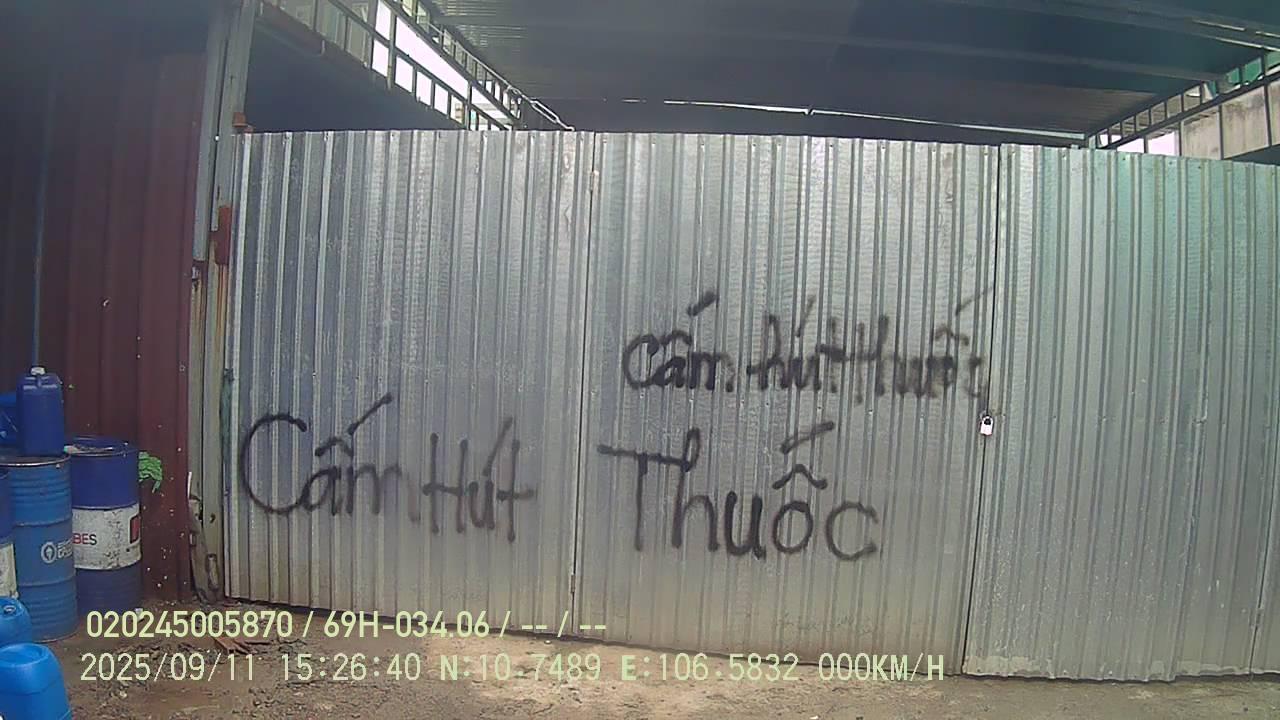 cấm hút thuốc
Cấm Hút Thuốc
BES
020245005870 / 69H-034.06 / -- / --
2025/09/11 15:26:40 N:10.7489 E:106.5832 000KM/H